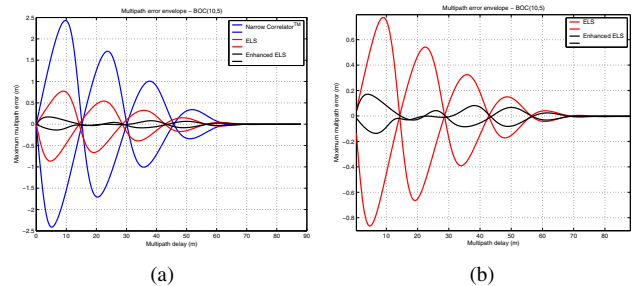 Multipath error envelope – BOC(10,5)
Narrow Correlator™
ELS
Enhanced ELS
Maximum multipath error (m)
2.5
2
1.5
1
0.5
0
-0.5
-1
-1.5
-2
-2.5
0 10 20 30 40 50 60 70 80 90
Multipath delay (m)
(a)
Multipath error envelope – BOC(10,5)
ELS
Enhanced ELS
Maximum multipath error (m)
0.8
0.6
0.4
0.2
0
-0.2
-0.4
-0.6
-0.8
10 20 30 40 50 60 70 80
Multipath delay (m)
(b)